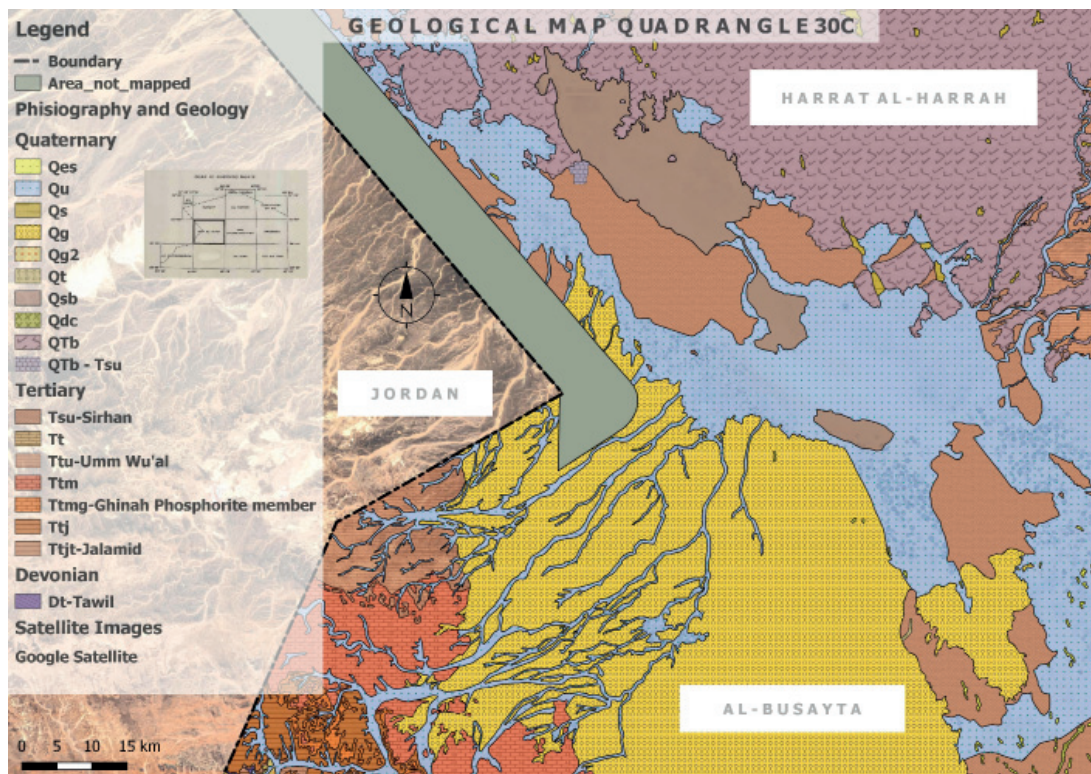 GEOLOGICAL MAP QUADRANGLE 30C
Legend
Boundary
Area_not_mapped
Phisiography and Geology
Quaternary
Qes
Qu
Qs
Qg
Qg2
Qt
Qsb
Qdc
QTb
QTb - Tsu
Tertiary
Tsu-Sirhan
Tt
Ttu-Umm Wu'al
Ttm
Ttmg-Ghinah Phosphorite member
Ttj
Ttjt-Jalamid
Devonian
Dt-Tawil
Satellite Images
Google Satellite
0 5 10 15 km
N
HARRAT AL-HARRAH
JORDAN
AL-BUSAYTA